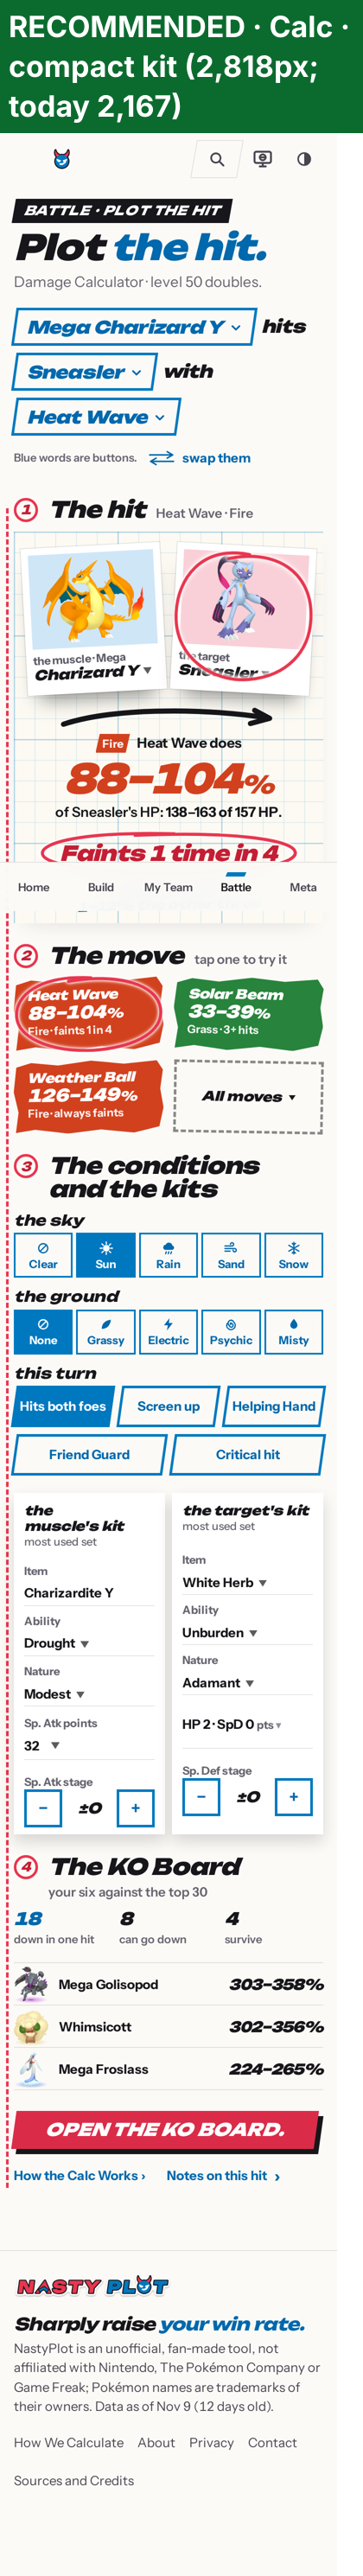 RECOMMENDED · Calc ·
compact kit (2,818px;
today 2,167)
BATTLE · PLOT THE HIT
Plot the hit.
Damage Calculator · level 50 doubles.
Mega Charizard Y hits
Sneasler with
Heat Wave
Blue words are buttons. swap them
1 The hit Heat Wave · Fire
the muscle · Mega
Charizard Y
the target
Sneasler
Fire Heat Wave does
88–104%
of Sneasler's HP: 138–163 of 157 HP.
Faints 1 time in 4
Home Build My Team Battle Meta
2 The move tap one to try it
Heat Wave
88–104%
Fire · faints 1 in 4
Solar Beam
33–39%
Grass · 3+ hits
Weather Ball
126–149%
Fire · always faints
All moves
3 The conditions
and the kits
the sky
Clear Sun Rain Sand Snow
the ground
None Grassy Electric Psychic Misty
this turn
Hits both foes Screen up Helping Hand
Friend Guard Critical hit
the
muscle's kit
most used set
Item
Charizardite Y
Ability
Drought
Nature
Modest
Sp. Atk points
32
Sp. Atk stage
− ±0 +
the target's kit
most used set
Item
White Herb
Ability
Unburden
Nature
Adamant
HP 2 · SpD 0 pts
Sp. Def stage
− ±0 +
4 The KO Board
your six against the top 30
18 8 4
down in one hit can go down survive
Mega Golisopod 303–358%
Whimsicott 302–356%
Mega Froslass 224–265%
OPEN THE KO BOARD.
How the Calc Works › Notes on this hit ›
NASTY PLOT
Sharply raise your win rate.
NastyPlot is an unofficial, fan-made tool, not
affiliated with Nintendo, The Pokémon Company or
Game Freak; Pokémon names are trademarks of
their owners. Data as of Nov 9 (12 days old).
How We Calculate About Privacy Contact
Sources and Credits